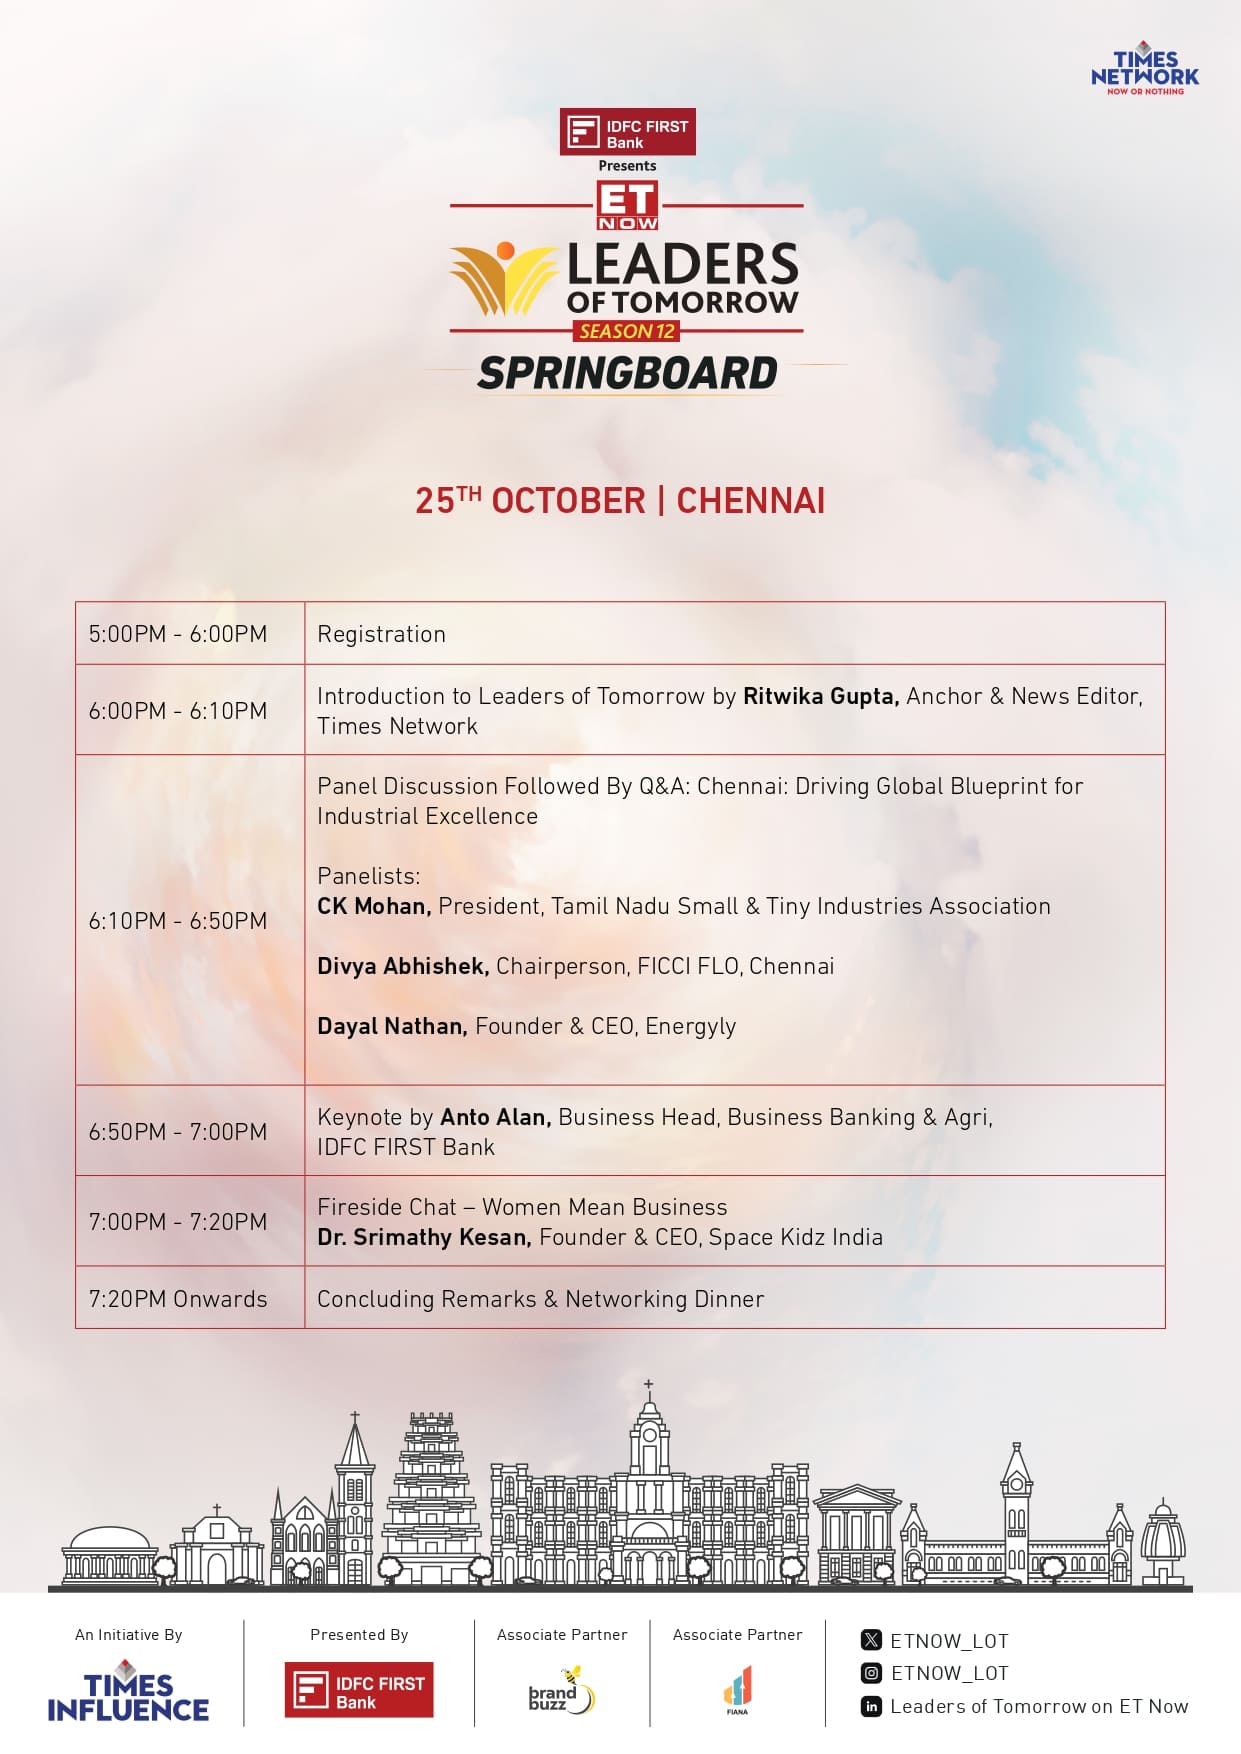 TIMES
NETWORK
NOW OR NOTHING
IDFC FIRST
Bank
Presents
ET
NOW
LEADERS
OF TOMORROW
SEASON 12
SPRINGBOARD
25TH OCTOBER | CHENNAI
5:00PM - 6:00PM
Registration
6:00PM - 6:10PM
Introduction to Leaders of Tomorrow by Ritwika Gupta, Anchor & News Editor,
Times Network
6:10PM - 6:50PM
Panel Discussion Followed By Q&A: Chennai: Driving Global Blueprint for
Industrial Excellence
Panelists:
CK Mohan, President, Tamil Nadu Small & Tiny Industries Association
Divya Abhishek, Chairperson, FICCI FLO, Chennai
Dayal Nathan, Founder & CEO, Energyly
6:50PM - 7:00PM
Keynote by Anto Alan, Business Head, Business Banking & Agri,
IDFC FIRST Bank
7:00PM - 7:20PM
Fireside Chat – Women Mean Business
Dr. Srimathy Kesan, Founder & CEO, Space Kidz India
7:20PM Onwards
Concluding Remarks & Networking Dinner
An Initiative By
TIMES
INFLUENCE
Presented By
IDFC FIRST
Bank
Associate Partner
brand
buzz
Associate Partner
FIANA
ETNOW_LOT
ETNOW_LOT
in
Leaders of Tomorrow on ET Now